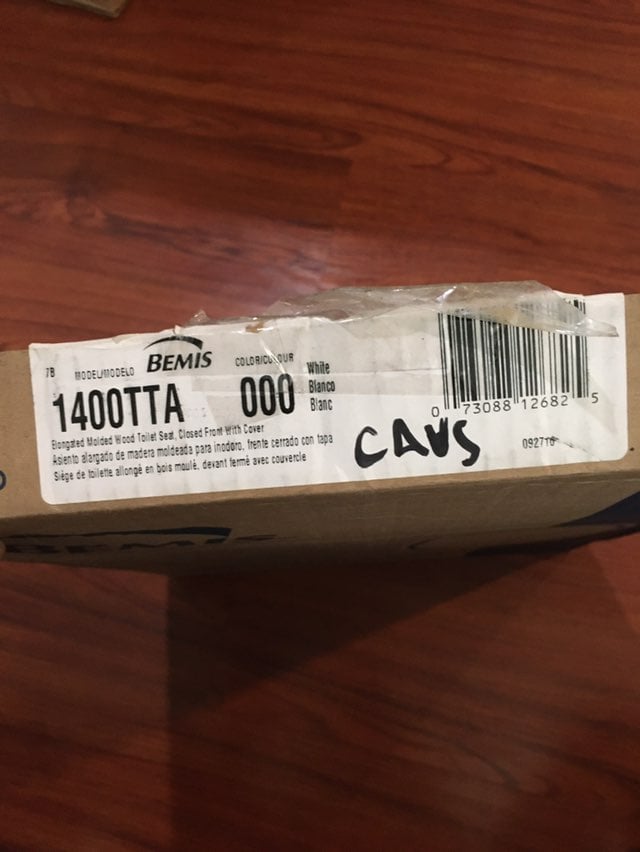 7B MODEL/MODELO BEMIS COLOR/COLOUR White
1400TTA 000 Blanco
Blanc
0 73088 12682 5
Elongated Molded Wood Toilet Seat, Closed Front With Cover
Asiento alargado de madera moldeada para inodoro, frente cerrado con tapa
Siège de toilette allongé en bois moulé, devant fermé avec couvercle
CAVS
092716
BEMIS